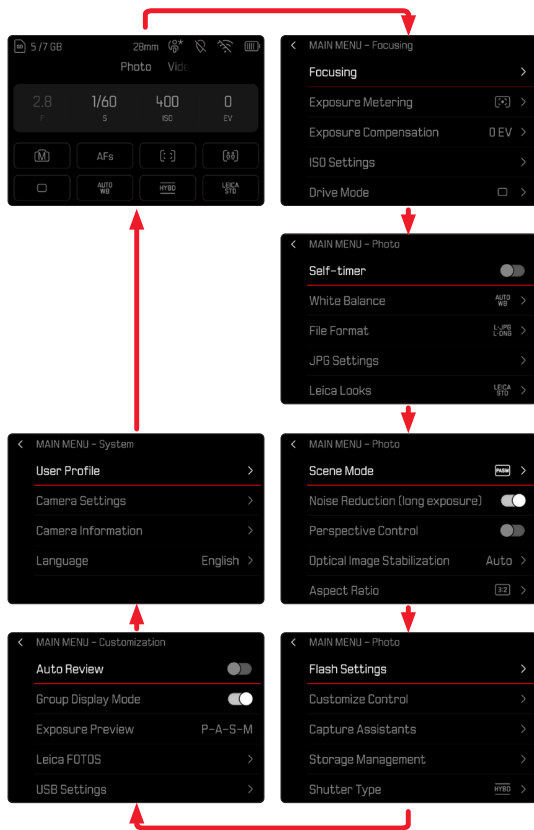 5 /7 GB 28mm
Photo Vide
2.8 1/60 400 0
F S ISO EV
M AFs
AUTO WB HYBD LEICA STD
MAIN MENU – Focusing
Focusing
Exposure Metering
Exposure Compensation 0 EV
ISO Settings
Drive Mode
MAIN MENU – Photo
Self-timer
White Balance AUTO WB
File Format L-JPG L-DNG
JPG Settings
Leica Looks LEICA STD
MAIN MENU – Photo
Scene Mode PASM
Noise Reduction (long exposure)
Perspective Control
Optical Image Stabilization Auto
Aspect Ratio 3:2
MAIN MENU – Photo
Flash Settings
Customize Control
Capture Assistants
Storage Management
Shutter Type HYBD
MAIN MENU – Customization
Auto Review
Group Display Mode
Exposure Preview P-A-S-M
Leica FOTOS
USB Settings
MAIN MENU – System
User Profile
Camera Settings
Camera Information
Language English